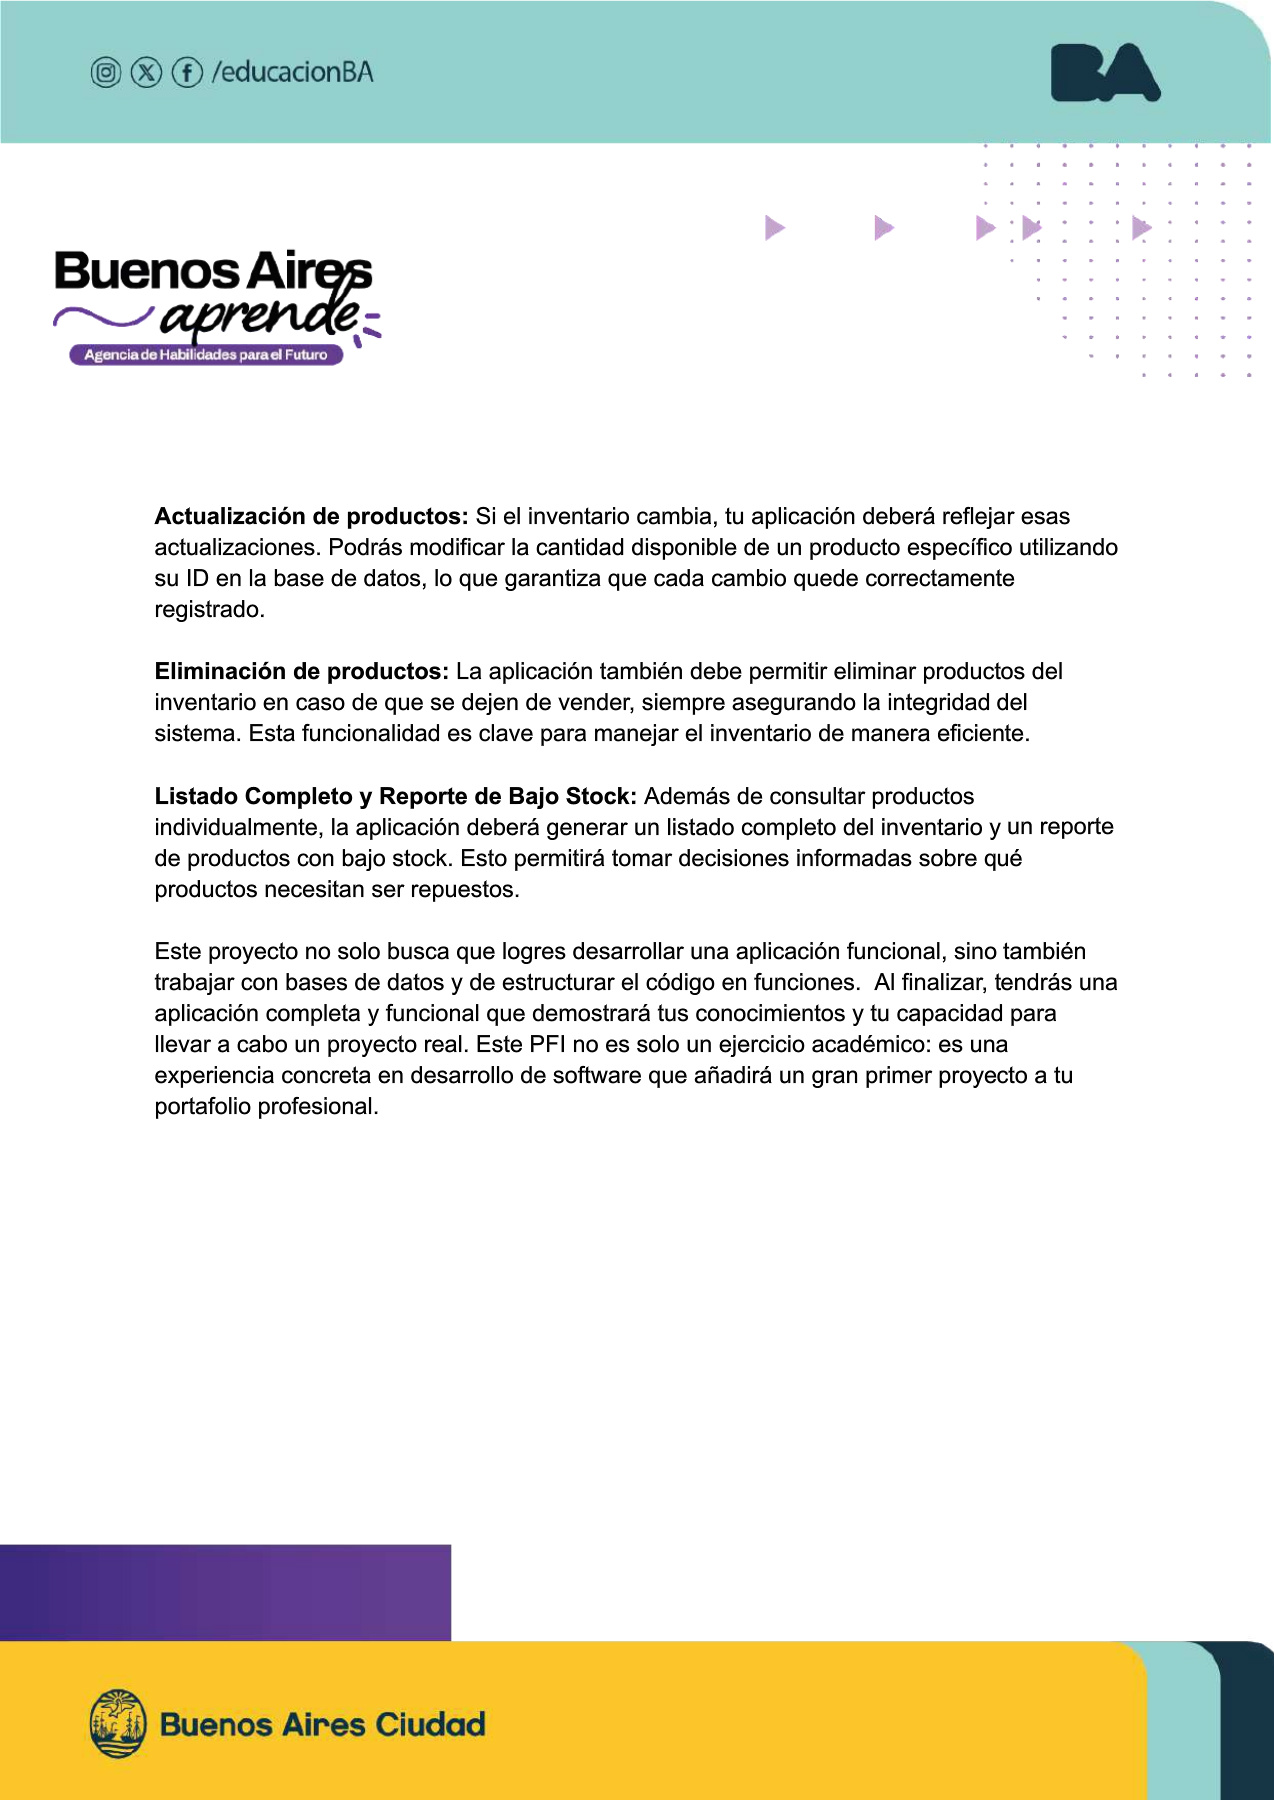 /educacionBA
BA
Buenos Aires
aprende
Agencia de Habilidades para el Futuro
Actualización de productos: Si el inventario cambia, tu aplicación deberá reflejar esas
actualizaciones. Podrás modificar la cantidad disponible de un producto específico utilizando
su ID en la base de datos, lo que garantiza que cada cambio quede correctamente
registrado.
Eliminación de productos: La aplicación también debe permitir eliminar productos del
inventario en caso de que se dejen de vender, siempre asegurando la integridad del
sistema. Esta funcionalidad es clave para manejar el inventario de manera eficiente.
Listado Completo y Reporte de Bajo Stock: Además de consultar productos
individualmente, la aplicación deberá generar un listado completo del inventario y un reporte
de productos con bajo stock. Esto permitirá tomar decisiones informadas sobre qué
productos necesitan ser repuestos.
Este proyecto no solo busca que logres desarrollar una aplicación funcional, sino también
trabajar con bases de datos y de estructurar el código en funciones.  Al finalizar, tendrás una
aplicación completa y funcional que demostrará tus conocimientos y tu capacidad para
llevar a cabo un proyecto real. Este PFI no es solo un ejercicio académico: es una
experiencia concreta en desarrollo de software que añadirá un gran primer proyecto a tu
portafolio profesional.
Buenos Aires Ciudad